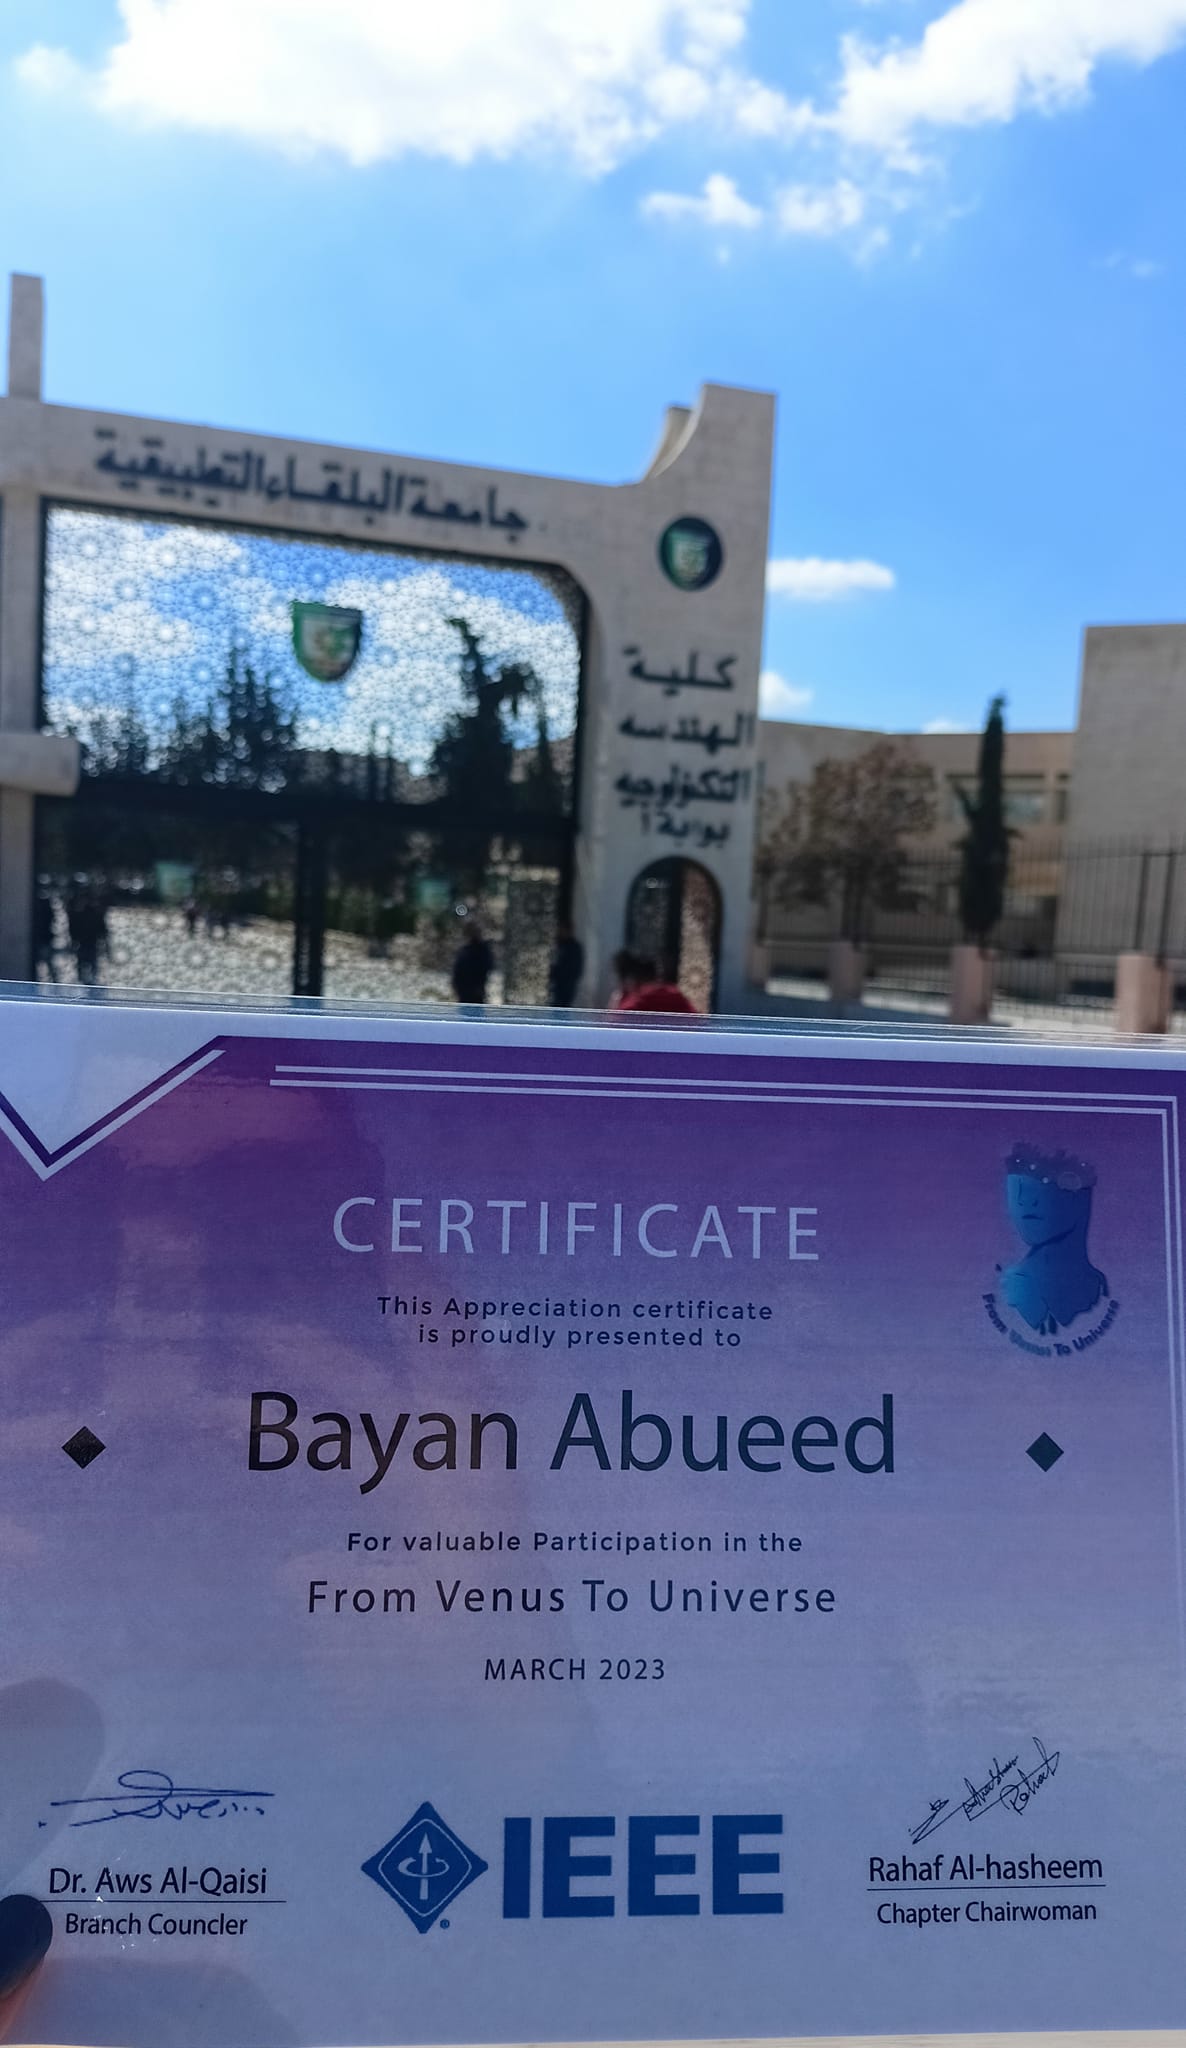 جامعة البلقاء التطبيقية
كلية
الهندسه
التكنولوجيه
بوابة ١
CERTIFICATE
This Appreciation certificate
is proudly presented to
Bayan Abueed
For valuable Participation in the
From Venus To Universe
MARCH 2023
From Venus To Universe
Dr. Aws Al-Qaisi
Branch Councler
IEEE
Rahaf Al-hasheem
Chapter Chairwoman